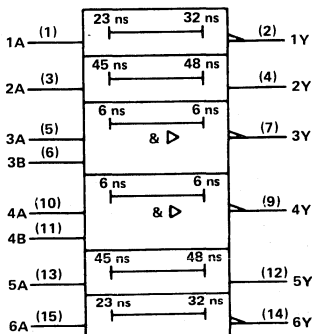 23 ns 32 ns
1A (1) (2) 1Y
45 ns 48 ns
2A (3) (4) 2Y
6 ns 6 ns
3A (5) & (7) 3Y
3B (6)
6 ns 6 ns
4A (10) & (9) 4Y
4B (11)
45 ns 48 ns
5A (13) (12) 5Y
23 ns 32 ns
6A (15) (14) 6Y